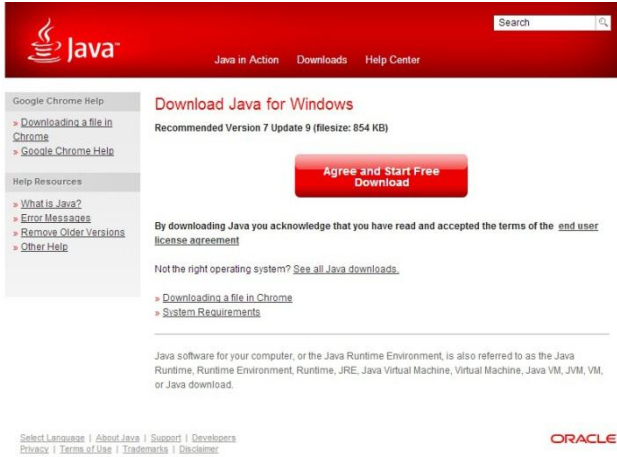 Search
Java™
Java in Action Downloads Help Center
Google Chrome Help
» Downloading a file in
Chrome
» Google Chrome Help
Help Resources
» What is Java?
» Error Messages
» Remove Older Versions
» Other Help
Download Java for Windows
Recommended Version 7 Update 9 (filesize: 854 KB)
Agree and Start Free
Download
By downloading Java you acknowledge that you have read and accepted the terms of the end user
license agreement
Not the right operating system? See all Java downloads.
» Downloading a file in Chrome
» System Requirements
Java software for your computer, or the Java Runtime Environment, is also referred to as the Java
Runtime, Runtime Environment, Runtime, JRE, Java Virtual Machine, Virtual Machine, Java VM, JVM, VM,
or Java download.
Select Language | About Java | Support | Developers
Privacy | Terms of Use | Trademarks | Disclaimer
ORACLE